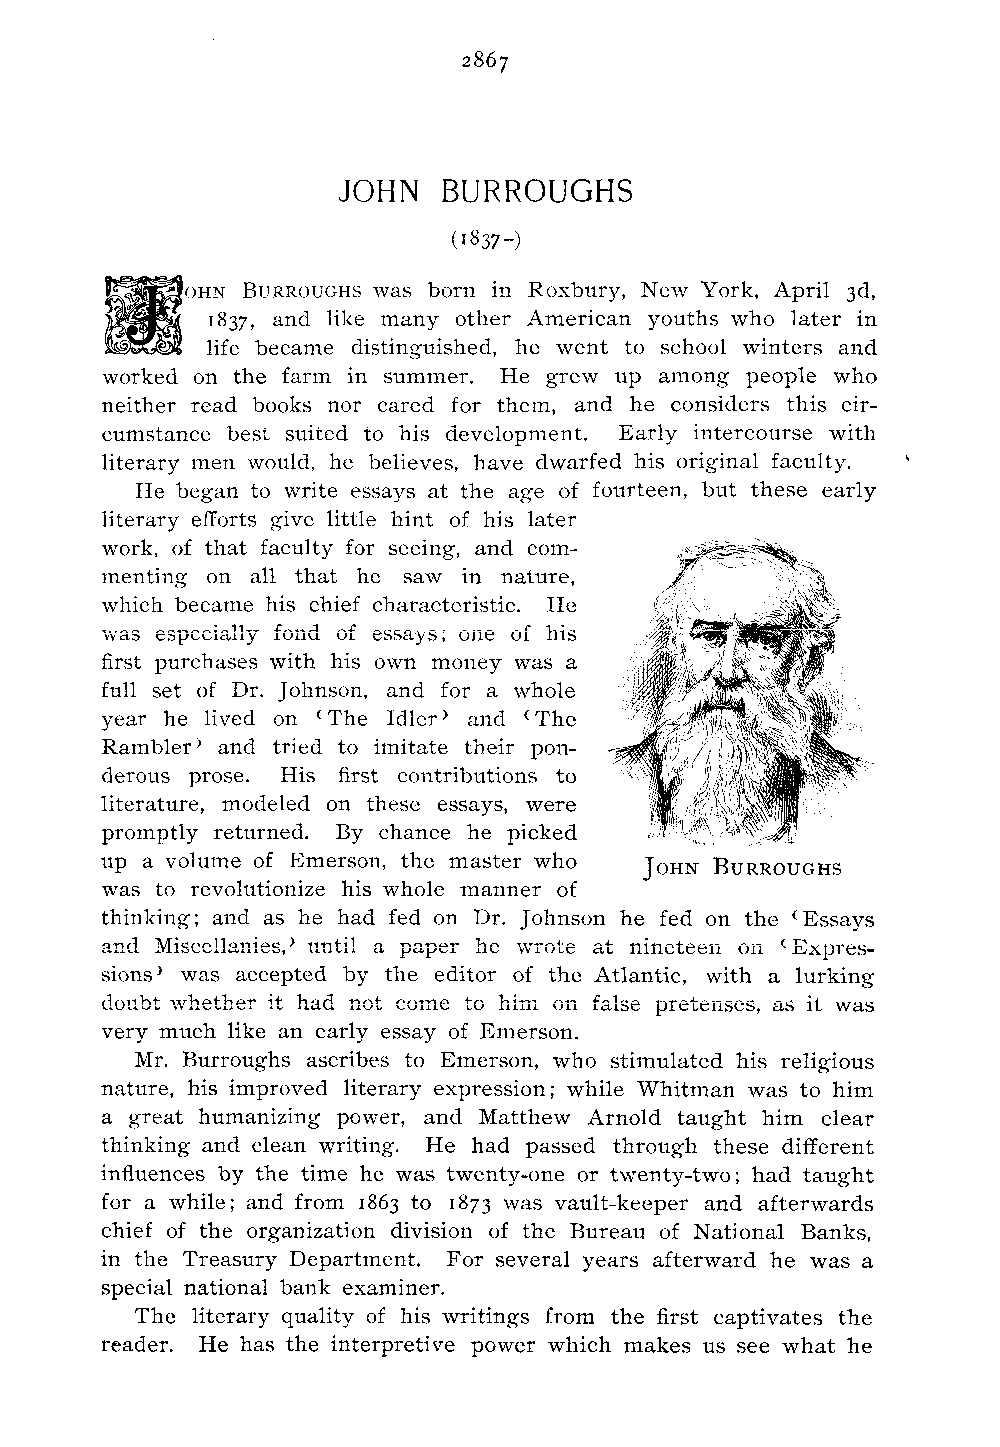 2867
JOHN BURROUGHS
(1837-)
JOHN BURROUGHS was born in Roxbury, New York, April 3d,
1837, and like many other American youths who later in
life became distinguished, he went to school winters and
worked on the farm in summer. He grew up among people who
neither read books nor cared for them, and he considers this cir-
cumstance best suited to his development. Early intercourse with
literary men would, he believes, have dwarfed his original faculty.
He began to write essays at the age of fourteen, but these early
literary efforts give little hint of his later
work, of that faculty for seeing, and com-
menting on all that he saw in nature,
which became his chief characteristic. He
was especially fond of essays; one of his
first purchases with his own money was a
full set of Dr. Johnson, and for a whole
year he lived on ‘The Idler’ and ‘The
Rambler’ and tried to imitate their pon-
derous prose. His first contributions to
literature, modeled on these essays, were
promptly returned. By chance he picked
up a volume of Emerson, the master who
was to revolutionize his whole manner of
JOHN BURROUGHS
thinking; and as he had fed on Dr. Johnson he fed on the ‘Essays
and Miscellanies,’ until a paper he wrote at nineteen on ‘Expres-
sions’ was accepted by the editor of the Atlantic, with a lurking
doubt whether it had not come to him on false pretenses, as it was
very much like an early essay of Emerson.
Mr. Burroughs ascribes to Emerson, who stimulated his religious
nature, his improved literary expression; while Whitman was to him
a great humanizing power, and Matthew Arnold taught him clear
thinking and clean writing. He had passed through these different
influences by the time he was twenty-one or twenty-two; had taught
for a while; and from 1863 to 1873 was vault-keeper and afterwards
chief of the organization division of the Bureau of National Banks,
in the Treasury Department. For several years afterward he was a
special national bank examiner.
The literary quality of his writings from the first captivates the
reader. He has the interpretive power which makes us see what he